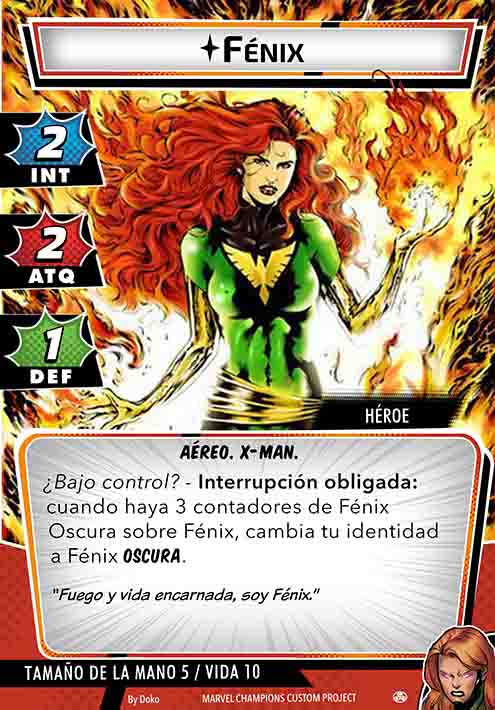 FÉNIX
2
INT
2
ATQ
1
DEF
HÉROE
AÉREO. X-MAN.
¿Bajo control? - Interrupción obligada:
cuando haya 3 contadores de Fénix
Oscura sobre Fénix, cambia tu identidad
a Fénix OSCURA.
"Fuego y vida encarnada, soy Fénix."
TAMAÑO DE LA MANO 5 / VIDA 10
By Doko MARVEL CHAMPIONS CUSTOM PROJECT